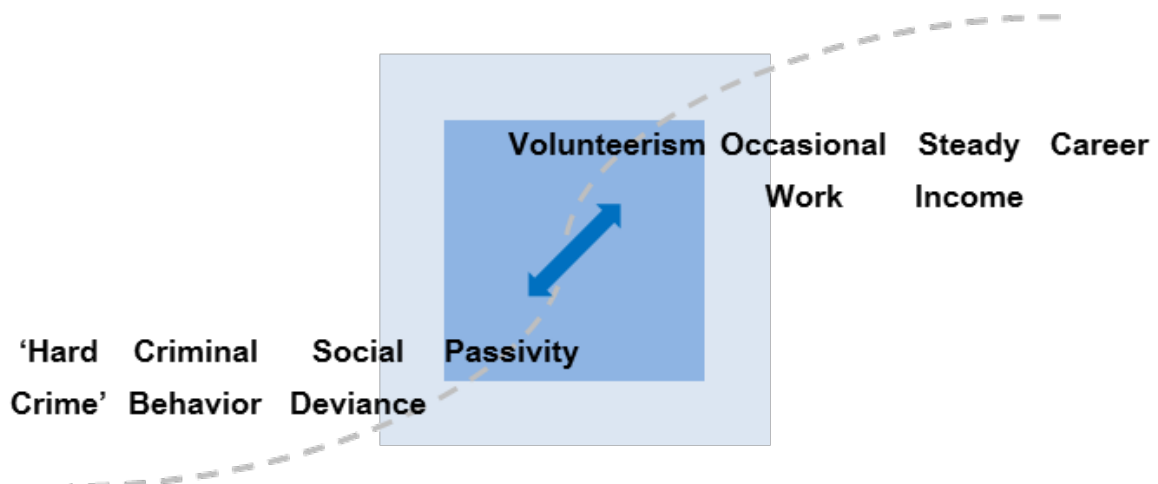 Volunteerism Occasional Work Steady Income Career
‘Hard Crime’ Criminal Behavior Social Deviance Passivity